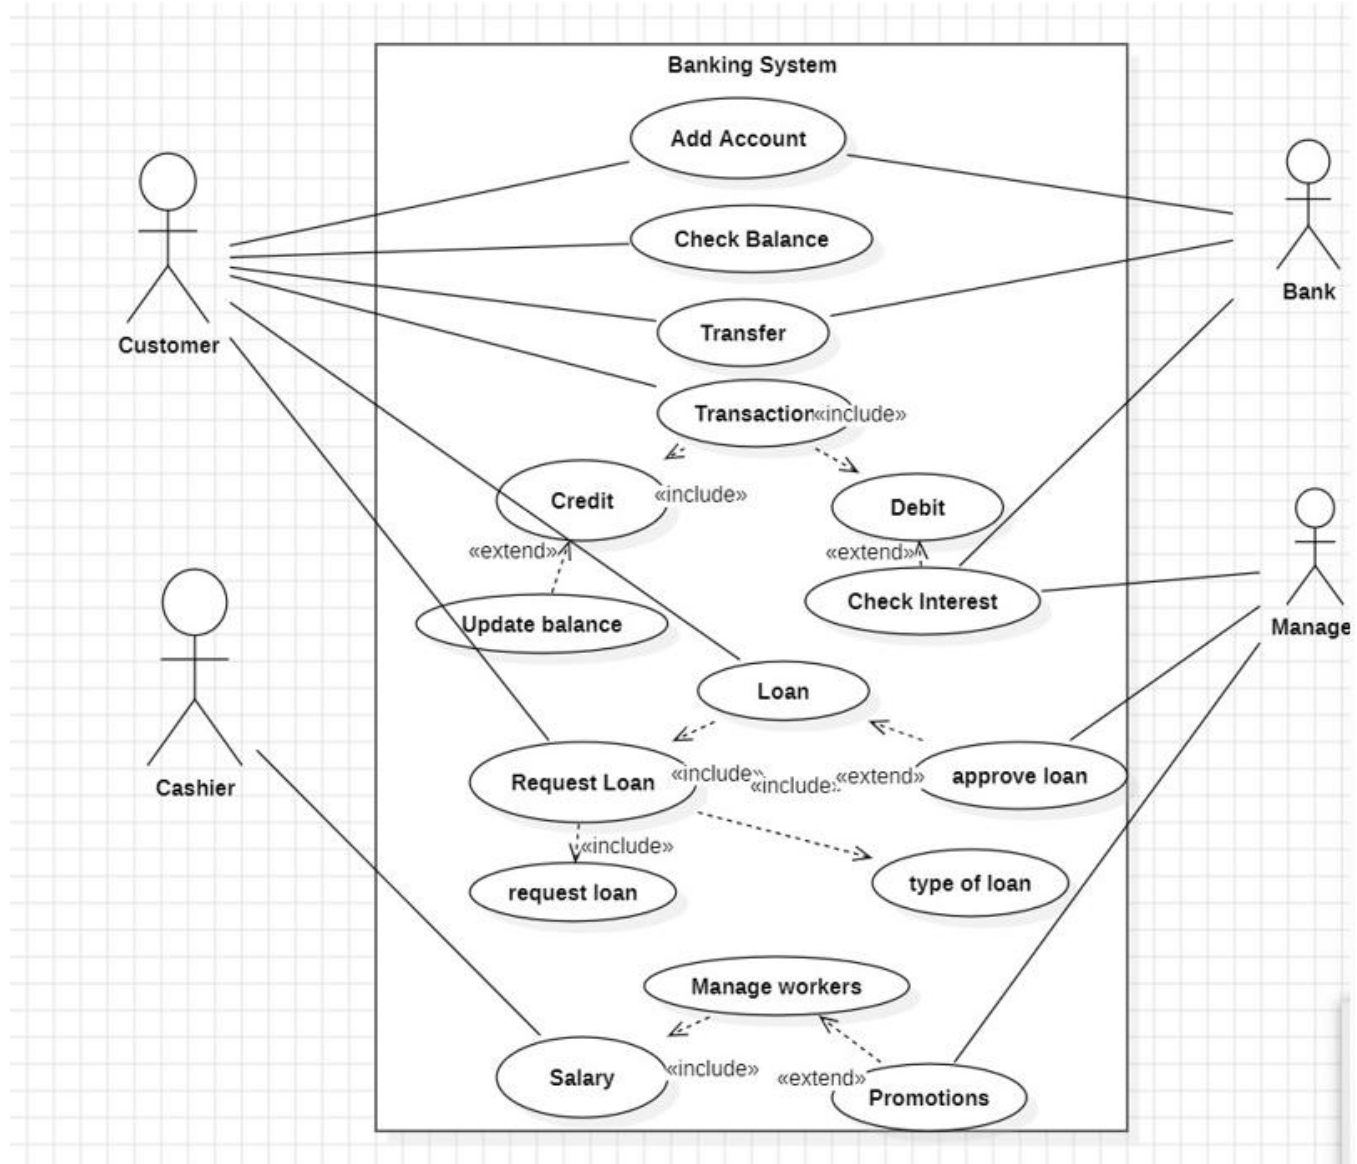 Banking System
Add Account
Check Balance
Bank
Transfer
Customer
Transaction «include»
Credit
«include»
Debit
«extend»
«extend»
Check Interest
Update balance
Manage
Loan
Request Loan
«include»
«include»
«extend»
approve loan
Cashier
«include»
request loan
type of loan
Manage workers
Salary
«include»
«extend»
Promotions